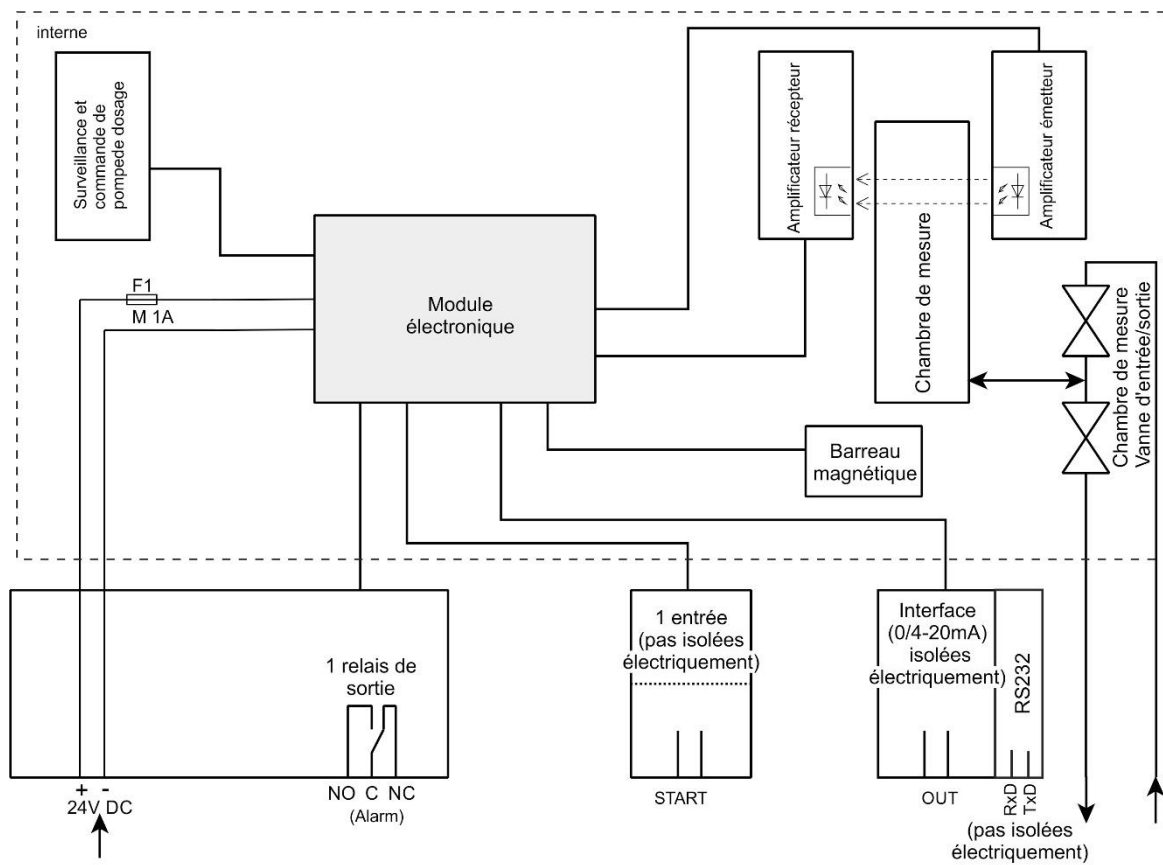 interne
Surveillance et
commande de
pompede dosage
Amplificateur récepteur
Chambre de mesure
Amplificateur émetteur
F1
M 1A
Module
électronique
Chambre de mesure
Vanne d'entrée/sortie
Barreau
magnétique
1 relais de
sortie
1 entrée
(pas isolées
électriquement)
Interface
(0/4-20mA)
isolées
électriquement)
RS232
+ -
24V DC
NO C NC
(Alarm)
START
OUT
RxD
TxD
(pas isolées
électriquement)